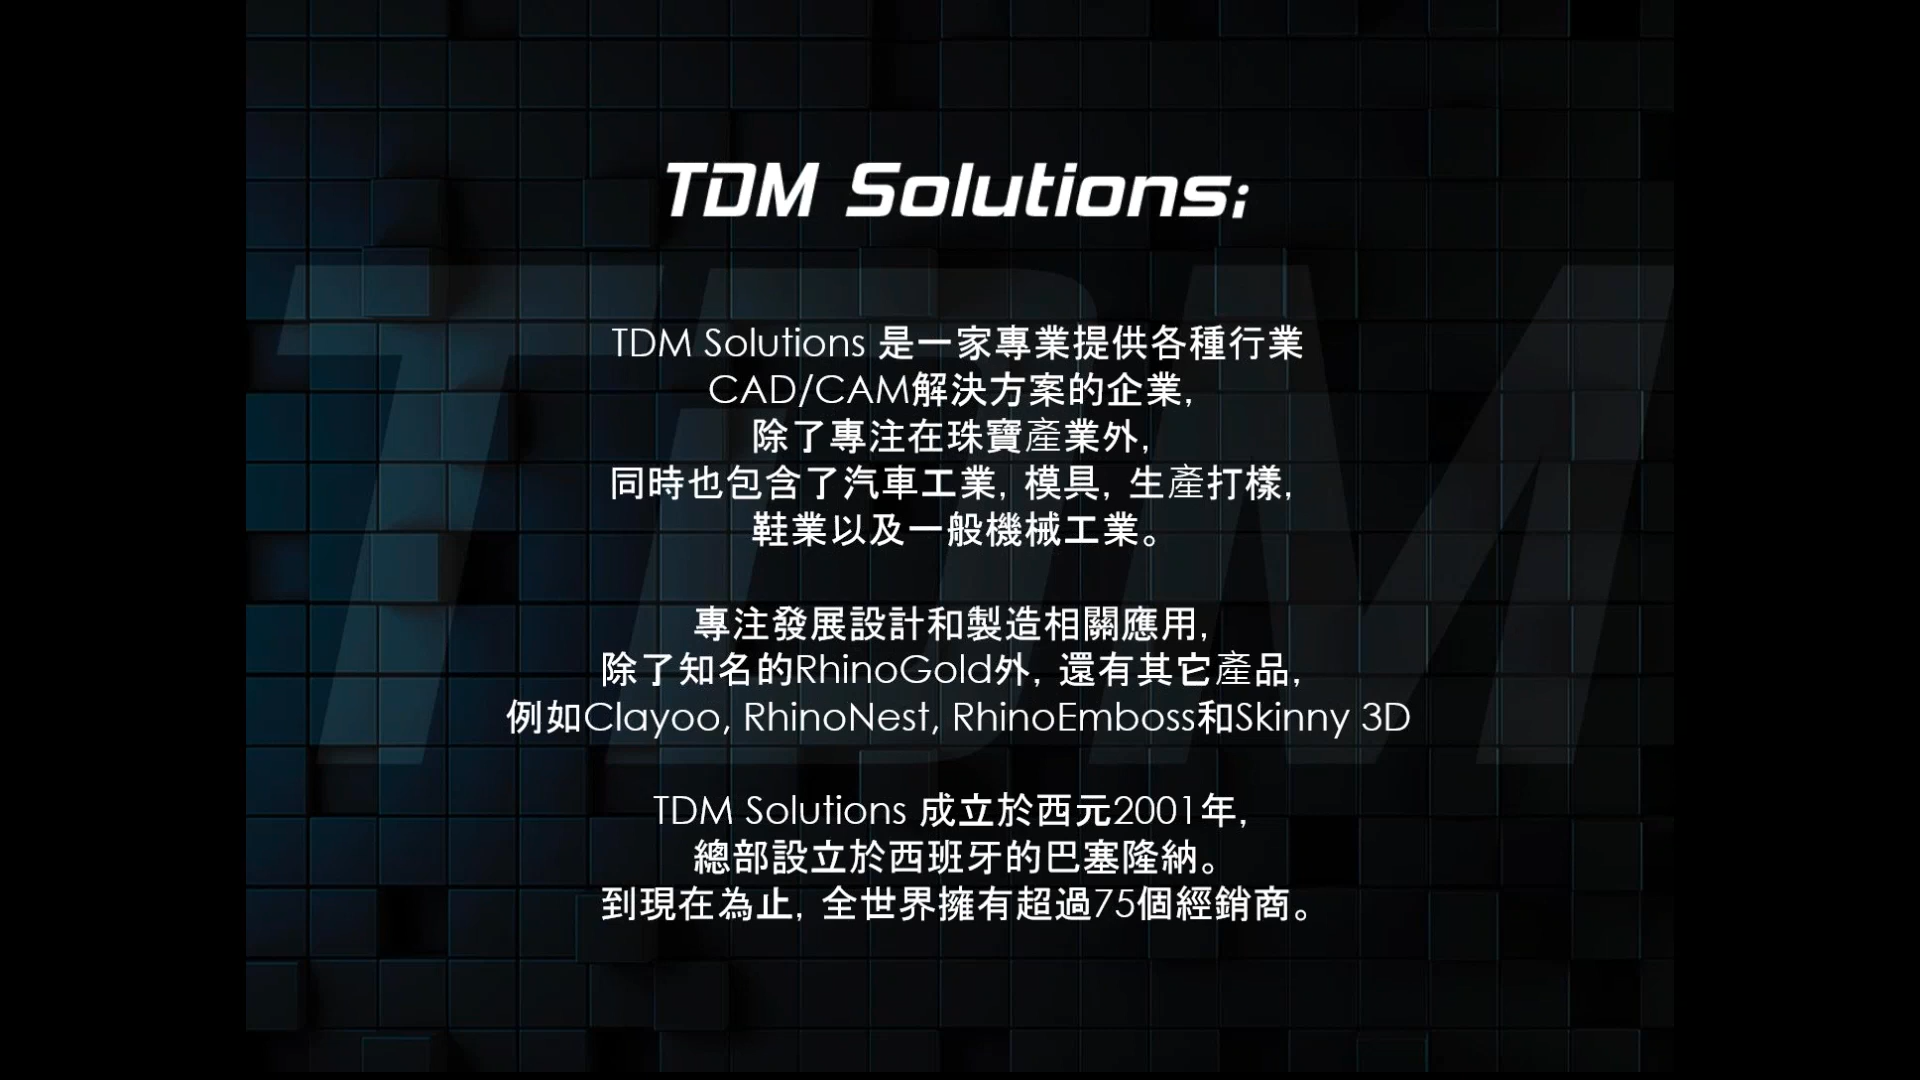 TDM Solutions;
TDM Solutions 是一家專業提供各種行業
CAD/CAM解決方案的企業,
除了專注在珠寶產業外,
同時也包含了汽車工業, 模具, 生產打樣,
鞋業以及一般機械工業。
專注發展設計和製造相關應用,
除了知名的RhinoGold外, 還有其它產品,
例如Clayoo, RhinoNest, RhinoEmboss和Skinny 3D
TDM Solutions 成立於西元2001年,
總部設立於西班牙的巴塞隆納。
到現在為止, 全世界擁有超過75個經銷商。
TDM